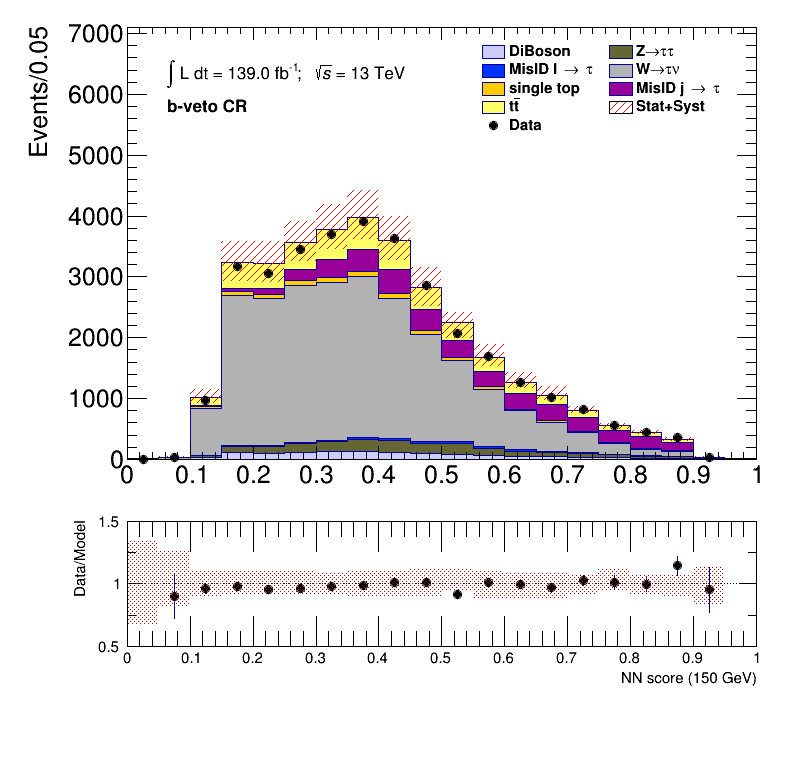 7000
6000
5000
4000
3000
2000
1000
0
Events/0.05
∫ L dt = 139.0 fb⁻¹; √s = 13 TeV
b-veto CR
DiBoson
Z→ττ
MisID l → τ
W→τν
single top
MisID j → τ
tt̄
Stat+Syst
Data
0 0.1 0.2 0.3 0.4 0.5 0.6 0.7 0.8 0.9 1
1.5
1
0.5
Data/Model
0 0.1 0.2 0.3 0.4 0.5 0.6 0.7 0.8 0.9 1
NN score (150 GeV)